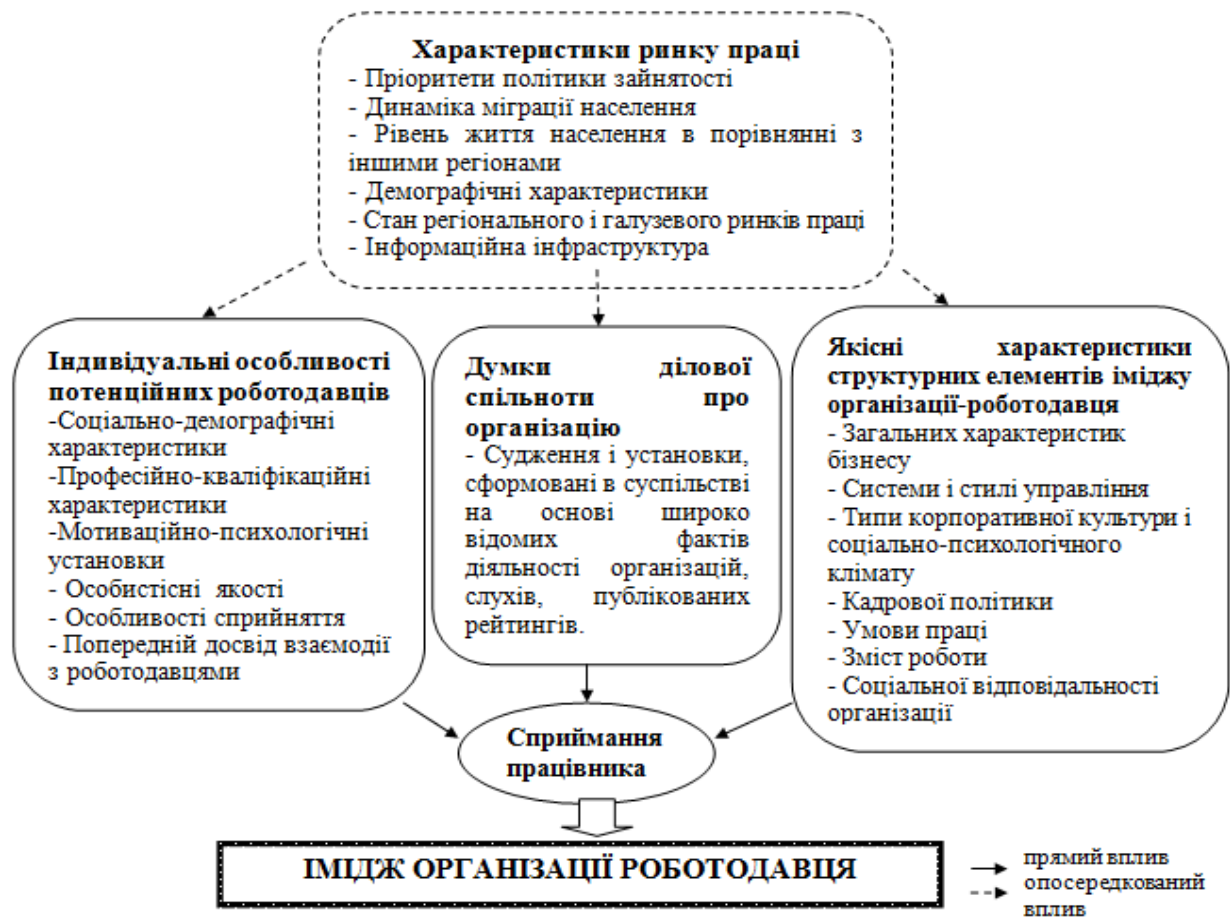 Характеристики ринку праці
- Пріоритети політики зайнятості
- Динаміка міграції населення
- Рівень життя населення в порівнянні з
іншими регіонами
- Демографічні характеристики
- Стан регіонального і галузевого ринків праці
- Інформаційна інфраструктура
Індивідуальні особливості
потенційних роботодавців
-Соціально-демографічні
характеристики
-Професійно-кваліфікаційні
характеристики
-Мотиваційно-психологічні
установки
- Особистісні якості
- Особливості сприйняття
- Попередній досвід взаємодії
з роботодавцями
Думки ділової
спільноти про
організацію
- Судження і установки,
сформовані в суспільстві
на основі широко
відомих фактів
діяльності організацій,
слухів, публікованих
рейтингів.
Якісні характеристики
структурних елементів іміджу
організації-роботодавця
- Загальних характеристик
бізнесу
- Системи і стилі управління
- Типи корпоративної культури і
соціально-психологічного
клімату
- Кадрової політики
- Умови праці
- Зміст роботи
- Соціальної відповідальності
організації
Сприймання
працівника
ІМІДЖ ОРГАНІЗАЦІЇ РОБОТОДАВЦЯ
прямий вплив
опосередкований
вплив